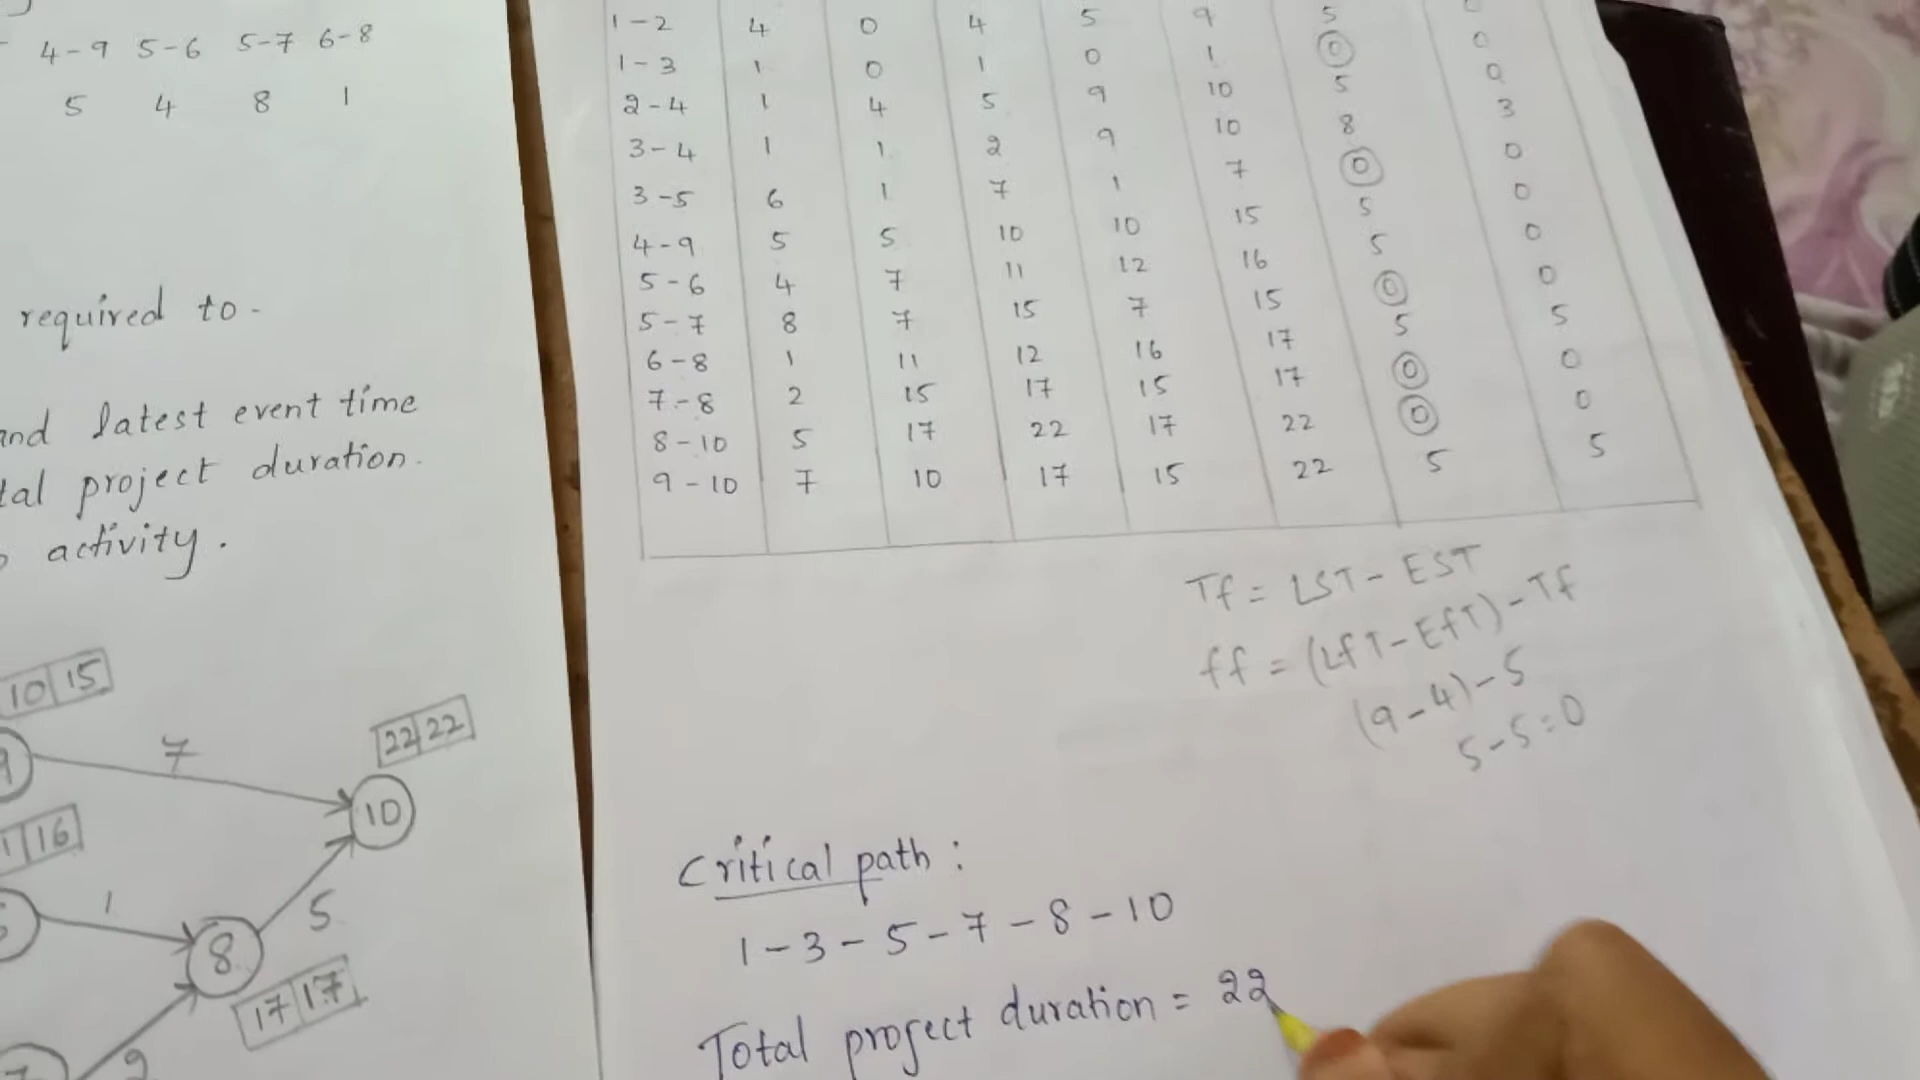 4-9 5-6 5-7 6-8
5 4 8 1
required to -
and latest event time
project duration.
activity.
10 15
7
22 22
10
16
1
5
8
17 17
2
1-2 4 0 4 5 9 5
1-3 1 0 1 0 1 0 0
2-4 1 4 5 9 10 5 0
3-4 1 1 2 9 10 8 3
3-5 6 1 7 1 7 0 0
4-9 5 5 10 10 15 5 0
5-6 4 7 11 12 16 5 0
5-7 8 7 15 7 15 0 0
6-8 1 11 12 16 17 5 5
7-8 2 15 17 15 17 0 0
8-10 5 17 22 17 22 0 0
9-10 7 10 17 15 22 5 5
Tf = LST - EST
ff = (LfT - EfT) - Tf
(9-4)-5
5-5=0
Critical path :
1-3-5-7-8-10
Total project duration = 22